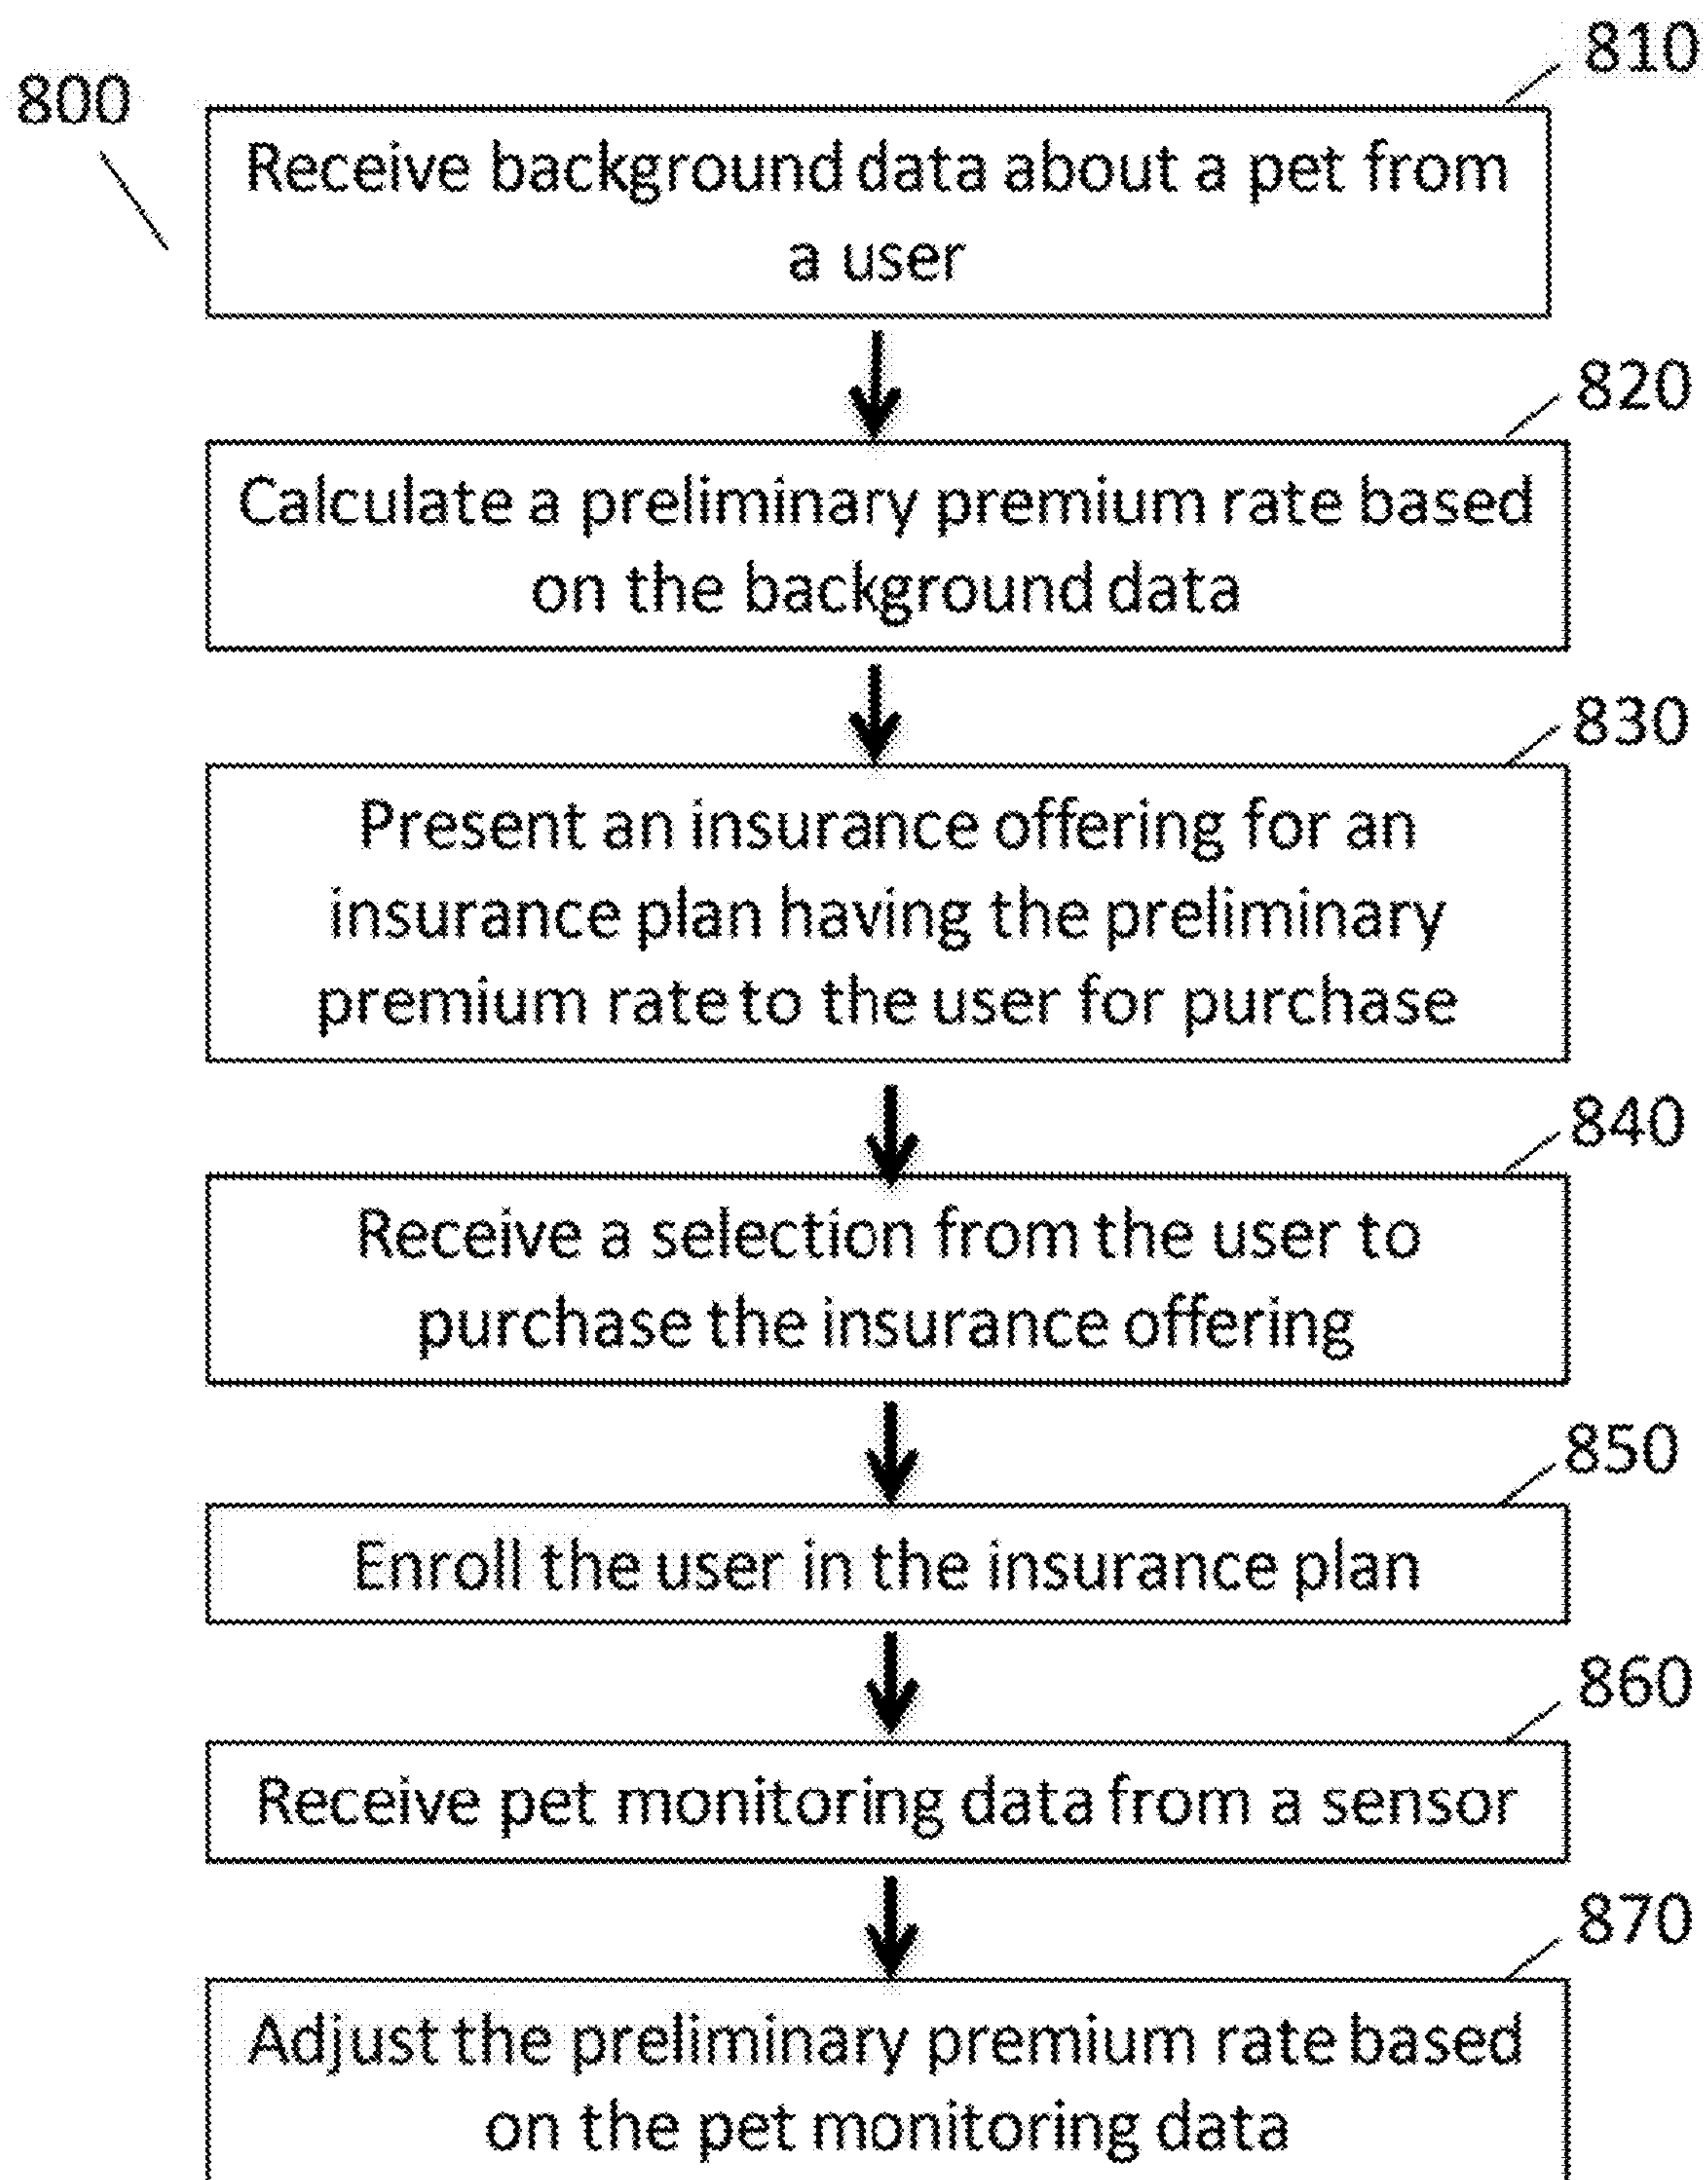 810
800
Receive background data about a pet from
a user
820
Calculate a preliminary premium rate based
on the background data
830
Present an insurance offering for an
insurance plan having the preliminary
premium rate to the user for purchase
840
Receive a selection from the user to
purchase the insurance offering
850
Enroll the user in the insurance plan
860
Receive pet monitoring data from a sensor
870
Adjust the preliminary premium rate based
on the pet monitoring data